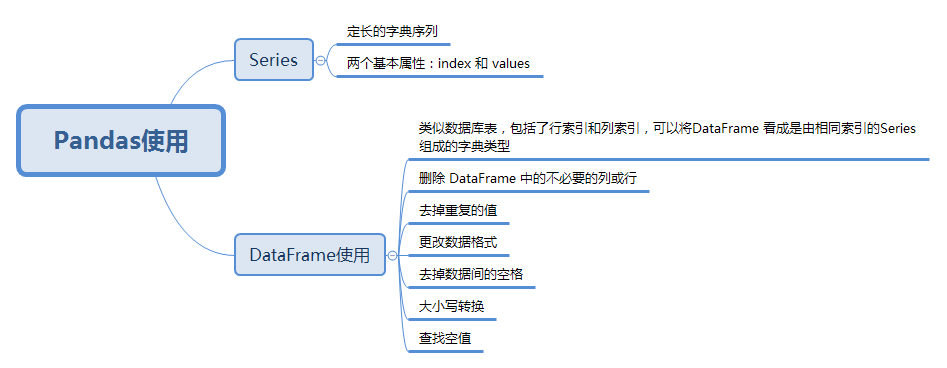 Pandas使用
Series
定长的字典序列
两个基本属性：index 和 values
DataFrame使用
类似数据库表，包括了行索引和列索引，可以将DataFrame 看成是由相同索引的Series
组成的字典类型
删除 DataFrame 中的不必要的列或行
去掉重复的值
更改数据格式
去掉数据间的空格
大小写转换
查找空值